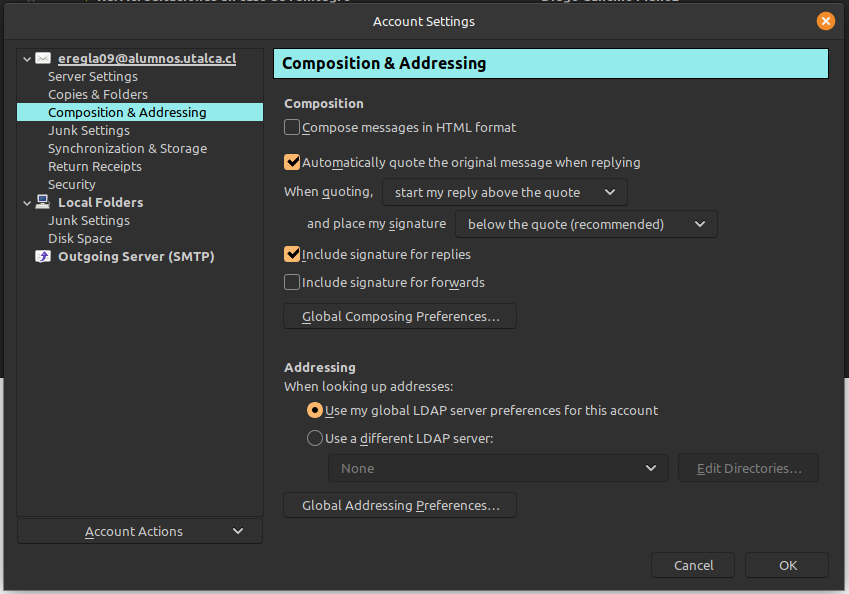 Account Settings
eregla09@alumnos.utalca.cl
Server Settings
Copies & Folders
Composition & Addressing
Junk Settings
Synchronization & Storage
Return Receipts
Security
Local Folders
Junk Settings
Disk Space
Outgoing Server (SMTP)
Account Actions
Composition & Addressing
Composition
Compose messages in HTML format
Automatically quote the original message when replying
When quoting, start my reply above the quote
and place my signature below the quote (recommended)
Include signature for replies
Include signature for forwards
Global Composing Preferences…
Addressing
When looking up addresses:
Use my global LDAP server preferences for this account
Use a different LDAP server:
None Edit Directories…
Global Addressing Preferences…
Cancel OK